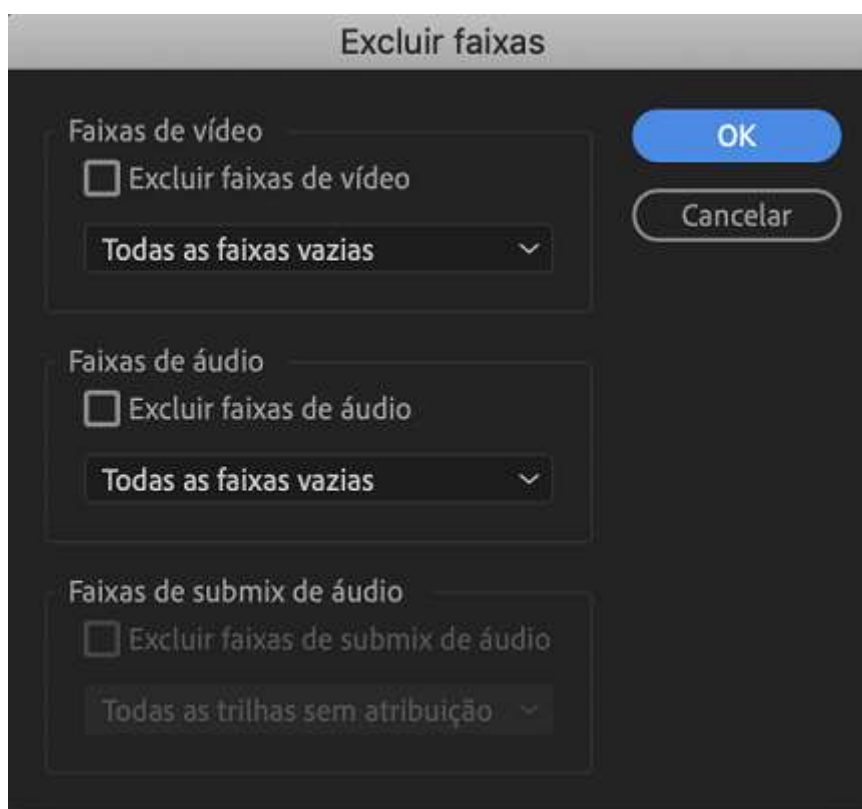 Excluir faixas
Faixas de vídeo
Excluir faixas de vídeo
Todas as faixas vazias
OK
Cancelar
Faixas de áudio
Excluir faixas de áudio
Todas as faixas vazias
Faixas de submix de áudio
Excluir faixas de submix de áudio
Todas as trilhas sem atribuição